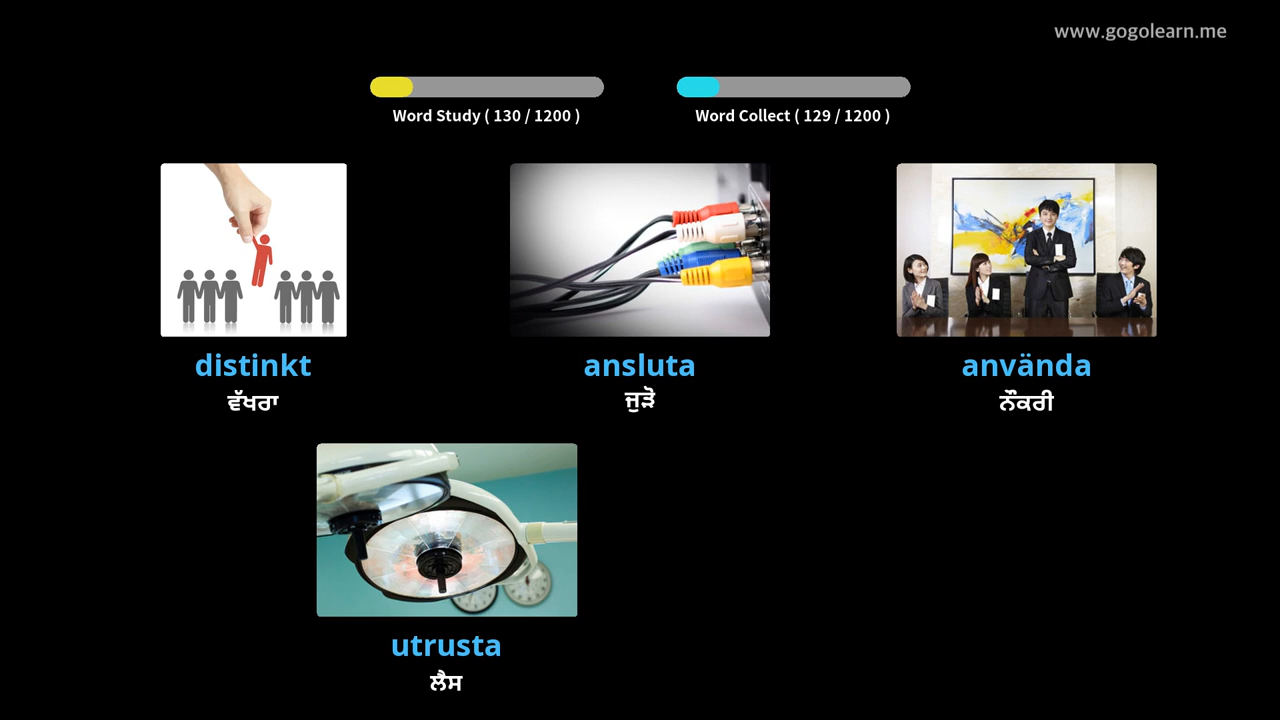 www.gogolearn.me
Word Study ( 130 / 1200 )
Word Collect ( 129 / 1200 )
distinkt
ਵੱਖਰਾ
ansluta
ਜੁੜੋ
använda
ਨੌਕਰੀ
utrusta
ਲੈਸ